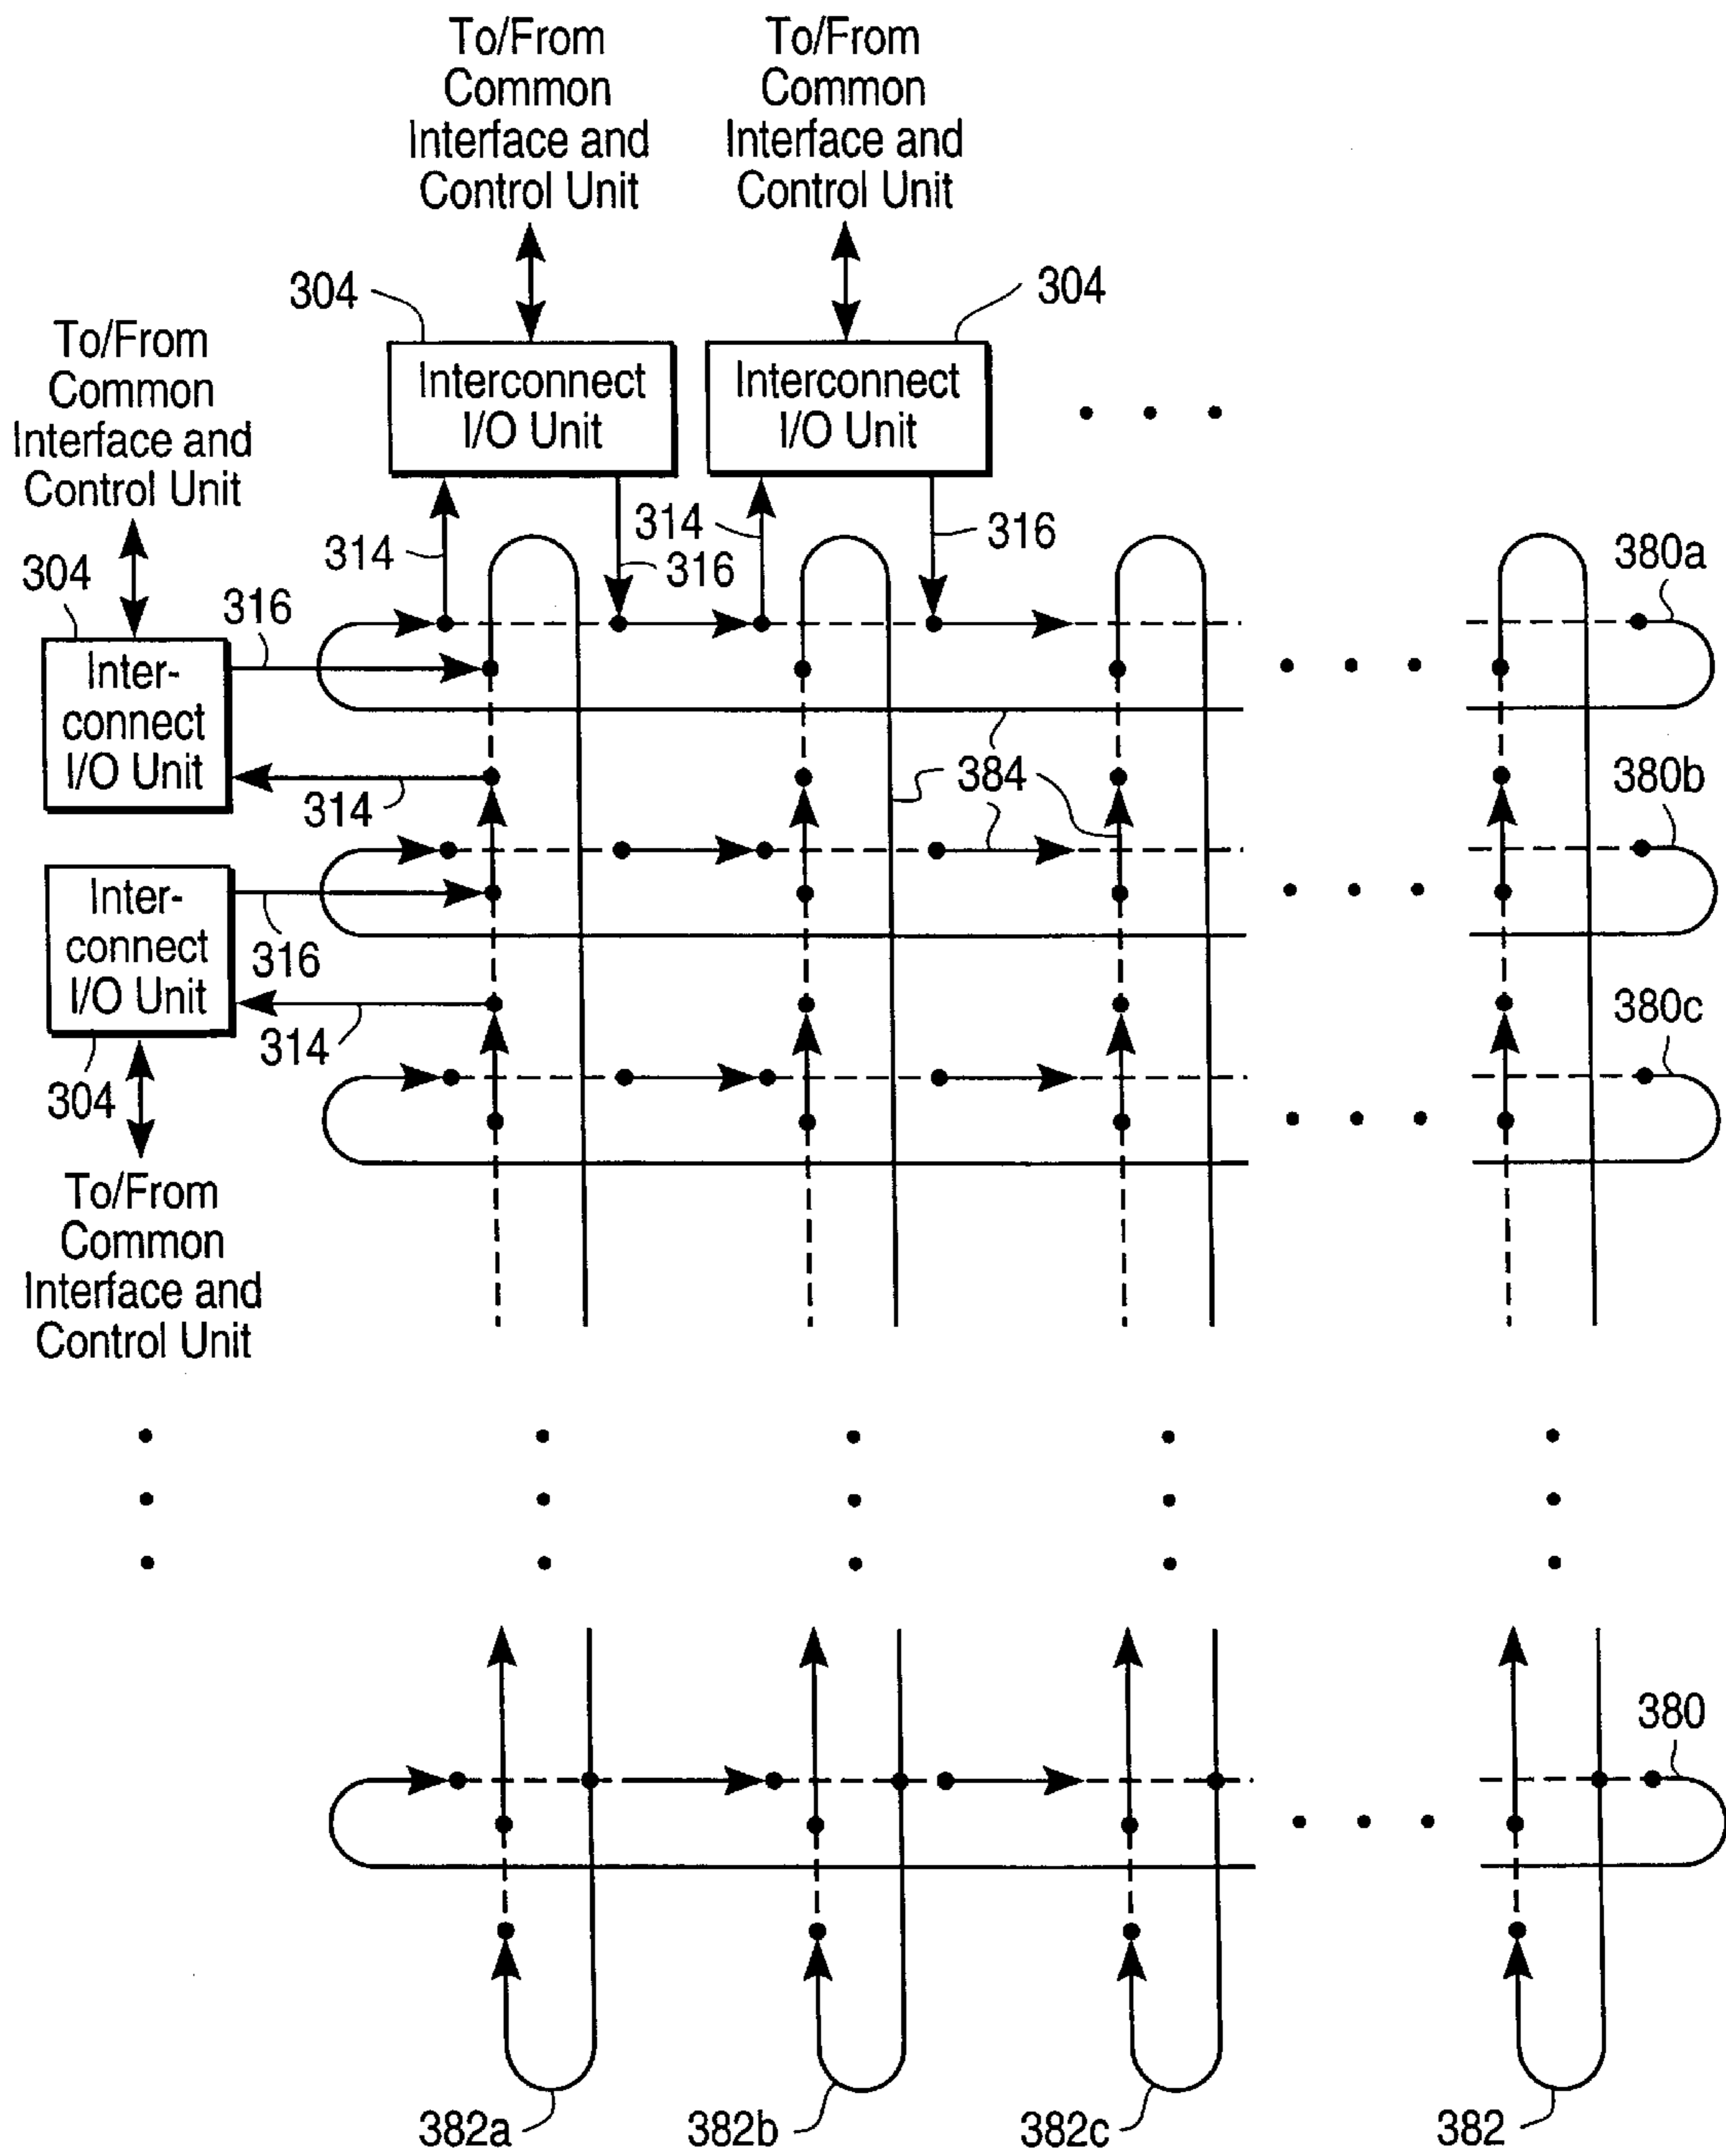 To/From
Common
Interface and
Control Unit
To/From
Common
Interface and
Control Unit
304
304
To/From
Common
Interface and
Control Unit
Interconnect
I/O Unit
Interconnect
I/O Unit
304
316
314
316
314
316
380a
Inter-
connect
I/O Unit
314
384
380b
Inter-
connect
I/O Unit
316
314
380c
304
To/From
Common
Interface and
Control Unit
380
382a
382b
382c
382